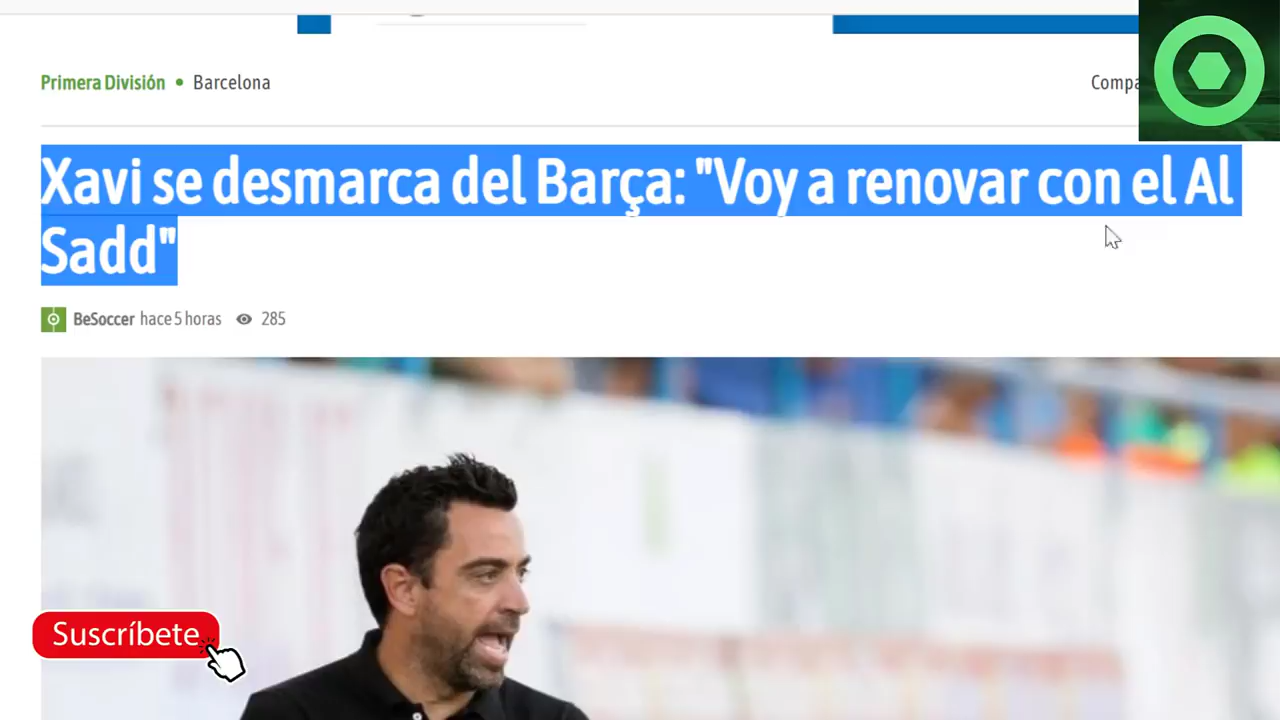 Primera División • Barcelona
Compa
Xavi se desmarca del Barça: "Voy a renovar con el Al
Sadd"
BeSoccer hace 5 horas 285
Suscríbete